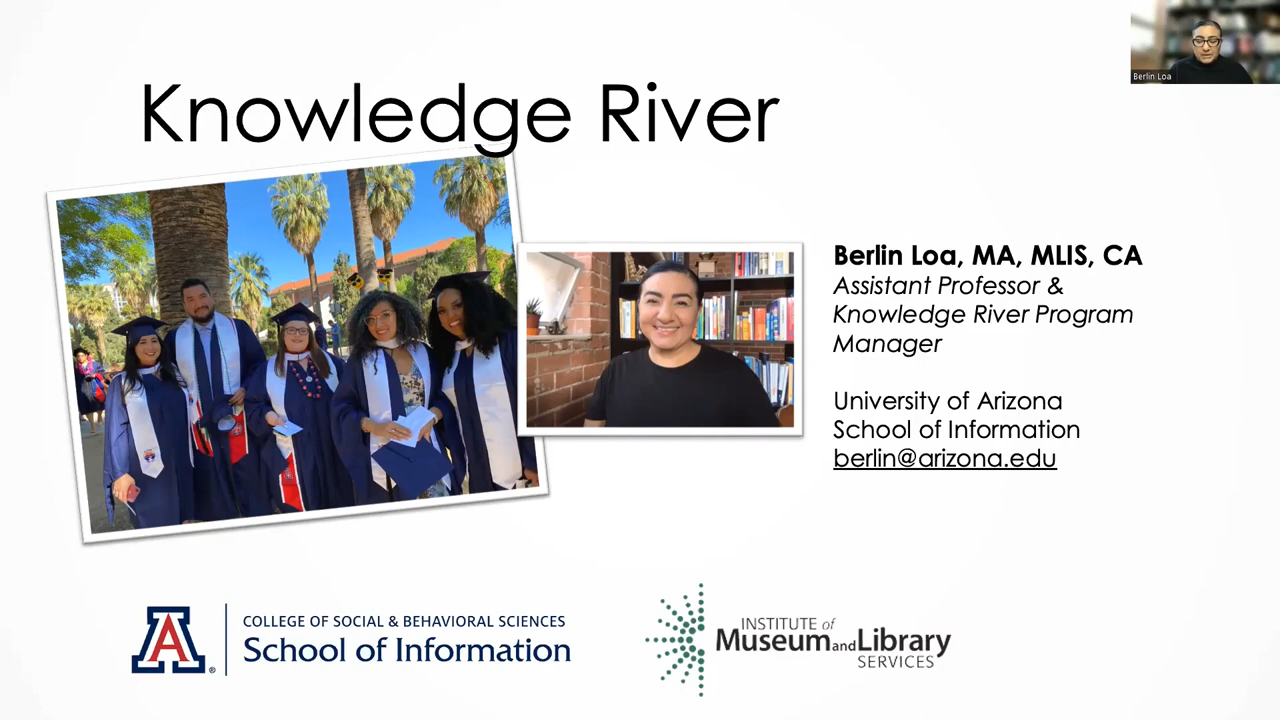 Knowledge River
Berlin Loa
Berlin Loa, MA, MLIS, CA
Assistant Professor &
Knowledge River Program
Manager
University of Arizona
School of Information
berlin@arizona.edu
A
COLLEGE OF SOCIAL & BEHAVIORAL SCIENCES
School of Information
INSTITUTE of
Museum and Library
SERVICES